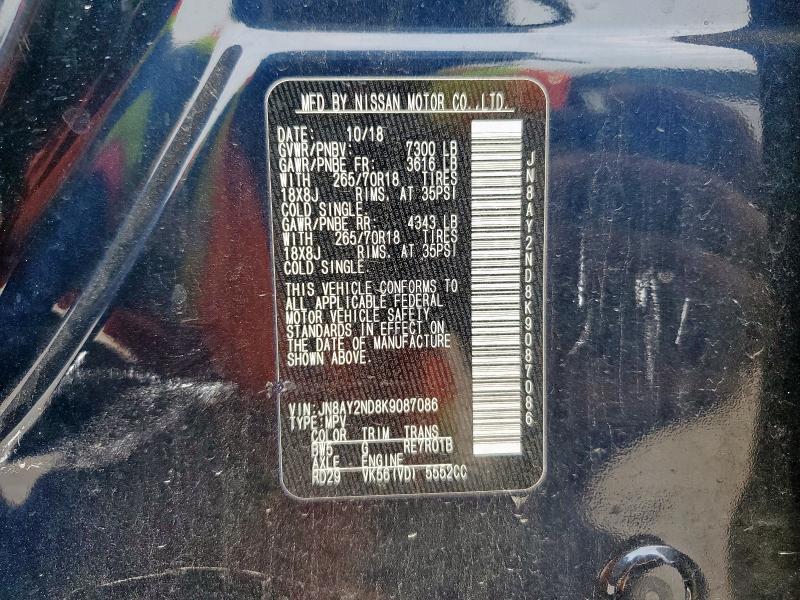 MFD BY NISSAN MOTOR CO.,LTD.
DATE: 10/18
GVWR/PNBV: 7300 LB
GAWR/PNBE FR: 3616 LB
WITH 265/70R18 TIRES
18X8J RIMS. AT 35PSI
COLD SINGLE.
GAWR/PNBE RR: 4343 LB
WITH 265/70R18 TIRES
18X8J RIMS. AT 35PSI
COLD SINGLE.
THIS VEHICLE CONFORMS TO
ALL APPLICABLE FEDERAL
MOTOR VEHICLE SAFETY
STANDARDS IN EFFECT ON
THE DATE OF MANUFACTURE
SHOWN ABOVE.
VIN:JN8AY2ND8K9087086
TYPE:MPV
COLOR TRIM TRANS
BW5 G RE7R01B
AXLE ENGINE
RD29 VK56(VD) 5552CC
JN8AY2ND8K9087086